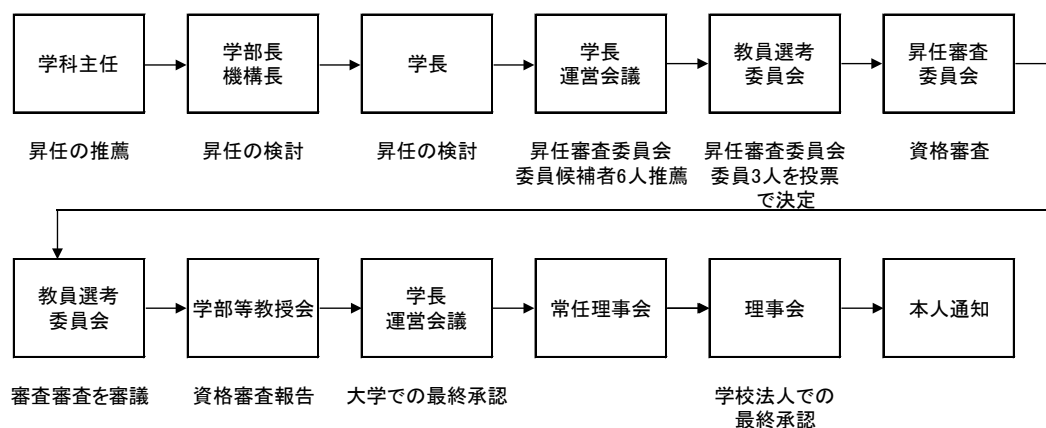 学科主任
学部長
機構長
学長
学長
運営会議
教員選考
委員会
昇任審査
委員会
昇任の推薦
昇任の検討
昇任の検討
昇任審査委員会
委員候補者6人推薦
昇任審査委員会
委員3人を投票
で決定
資格審査
教員選考
委員会
学部等教授会
学長
運営会議
常任理事会
理事会
本人通知
審査審査を審議
資格審査報告
大学での最終承認
学校法人での
最終承認